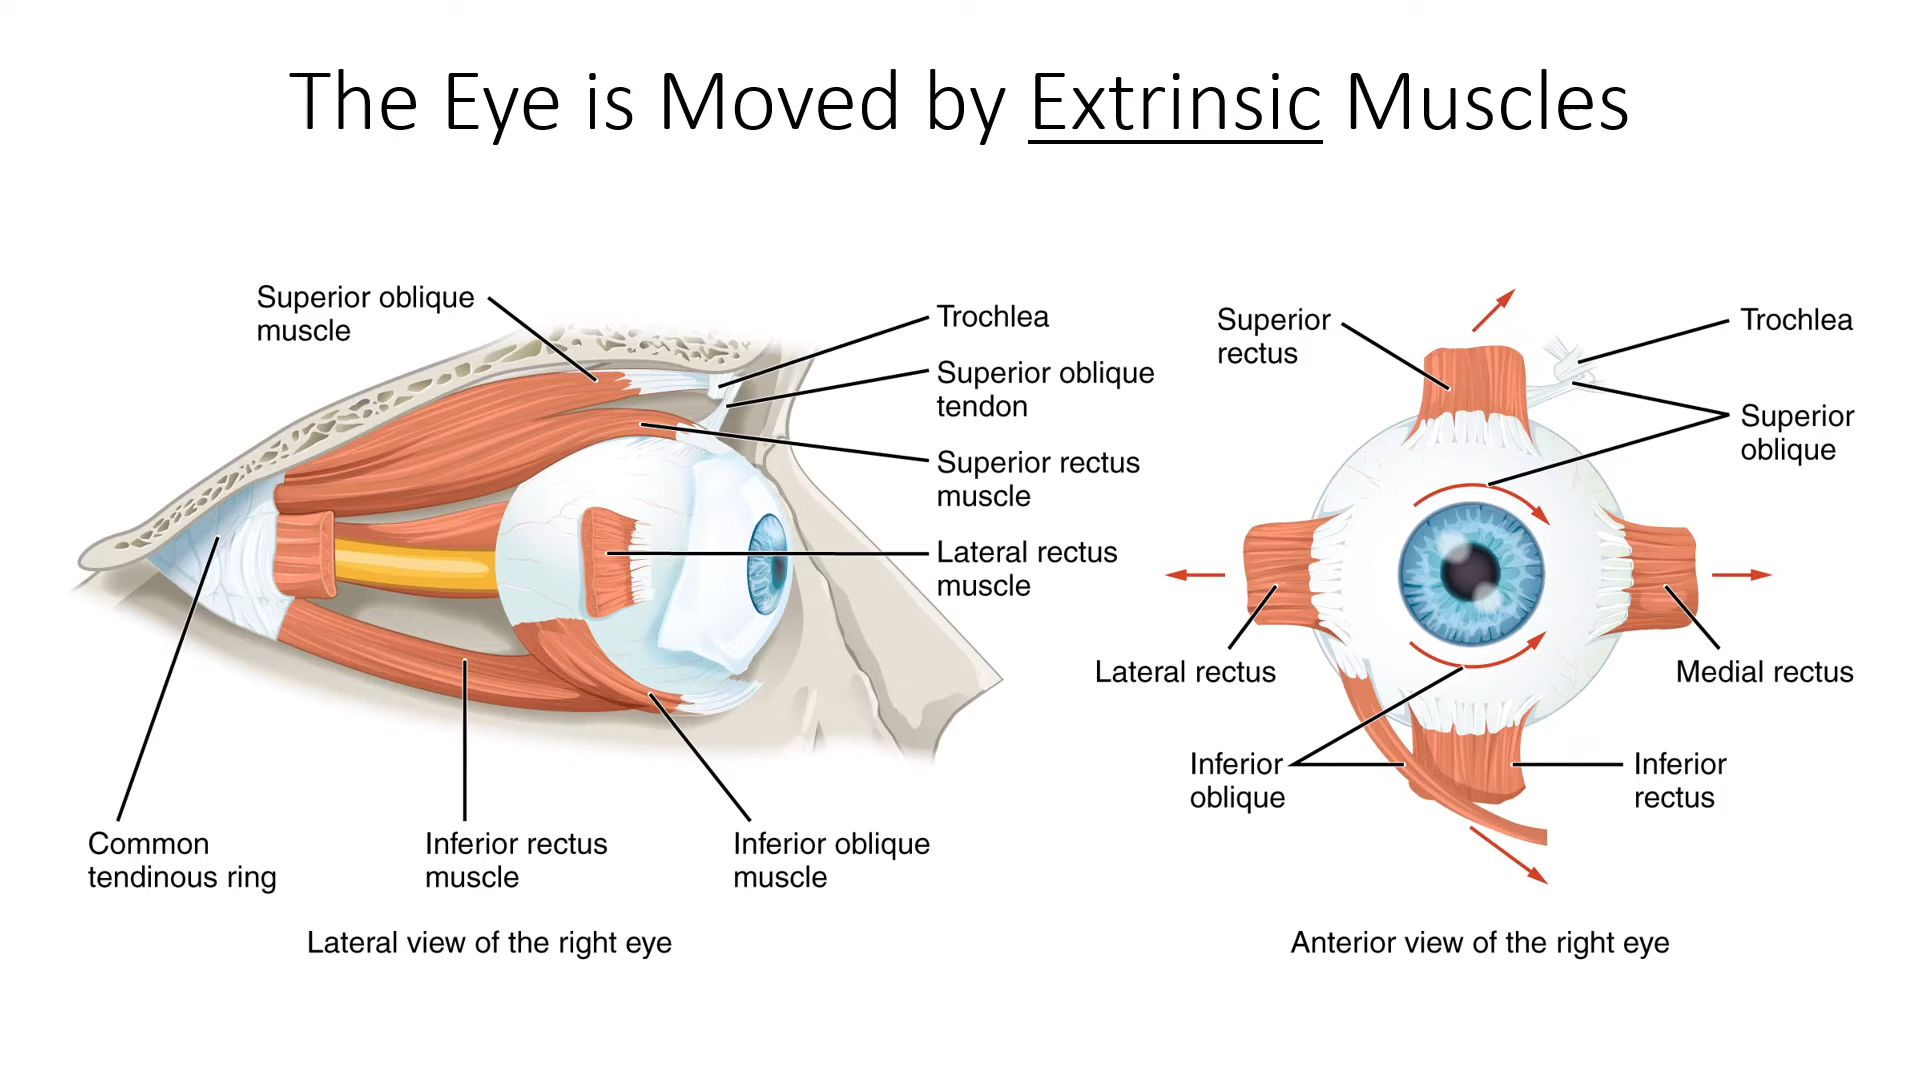 The Eye is Moved by Extrinsic Muscles
Superior oblique
muscle
Trochlea
Superior oblique
tendon
Superior rectus
muscle
Lateral rectus
muscle
Common
tendinous ring
Inferior rectus
muscle
Inferior oblique
muscle
Lateral view of the right eye
Superior
rectus
Trochlea
Superior
oblique
Lateral rectus
Medial rectus
Inferior
oblique
Inferior
rectus
Anterior view of the right eye